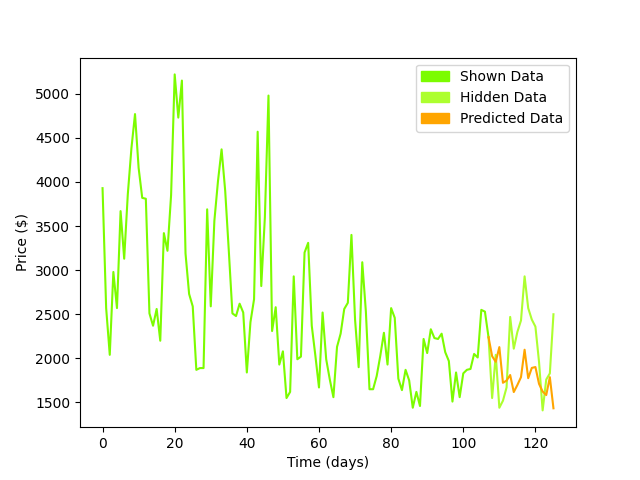 Shown Data
Hidden Data
Predicted Data
5000
4500
4000
3500
3000
2500
2000
1500
Price ($)
0 20 40 60 80 100 120
Time (days)